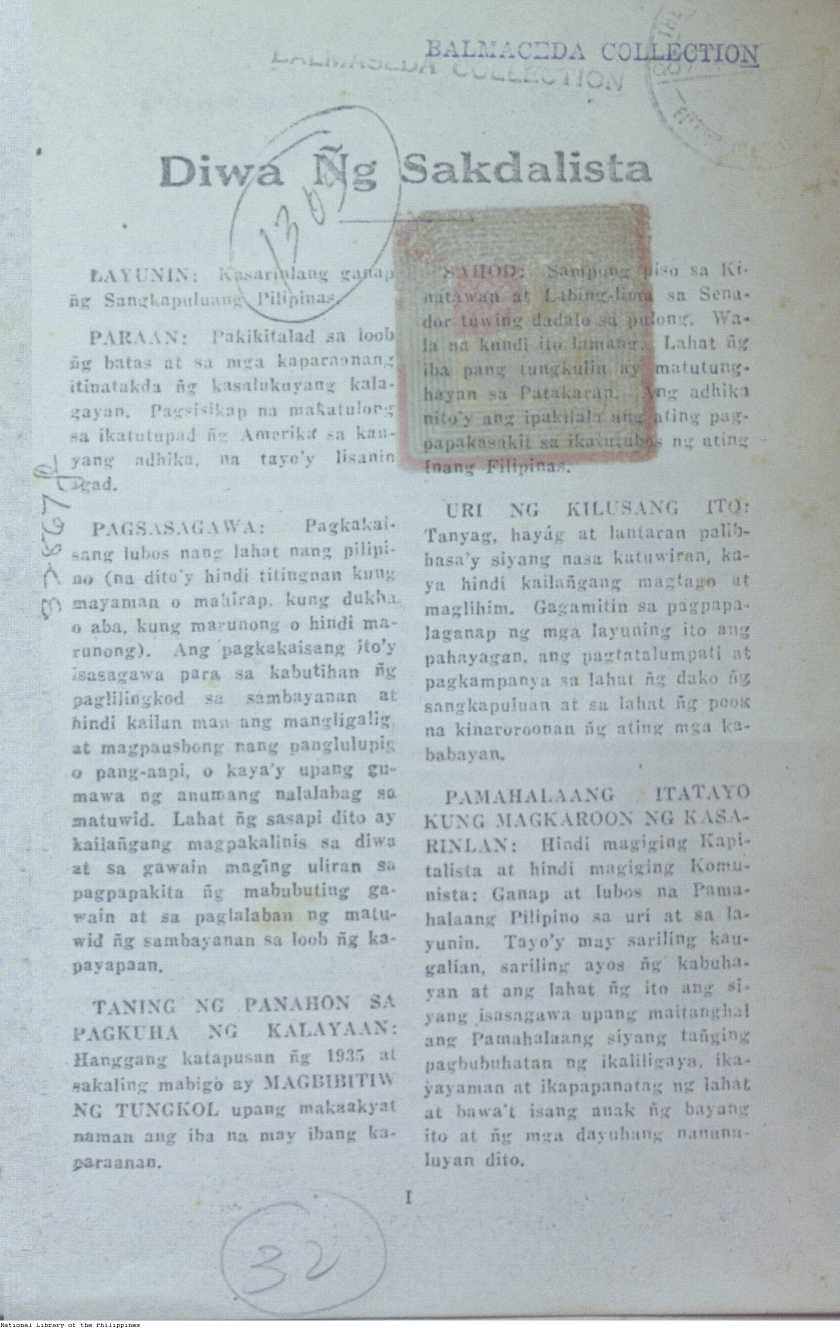 BALMACEDA COLLECTION
BALMASEDA COLLECTION
Diwa Ñg Sakdalista
1309
LAYUNIN: Kasarinlang ganap
ñg Sangkapuluang Pilipinas.
PARAAN: Pakikitalad sa loob
ñg batas at sa mga kaparaanang
itinatakda ñg kasalukuyang kala-
gayan. Pagsisikap na makatulong
sa ikatutupad ñg Amerika sa kan-
yang adhika, na tayo'y lisanin
agad.
PAGSASAGAWA: Pagkakai-
sang lubos nang lahat nang pilipi-
no (na dito'y hindi titingnan kung
mayaman o mahirap, kung dukha
o aba, kung marunong o hindi ma-
runong). Ang pagkakaisang ito'y
isasagawa para sa kabutihan ñg
paglilingkod sa sambayanan at
hindi kailan man ang mangligalig,
at magpausbong nang panglulupig
o pang-aapi, o kaya'y upang gu-
mawa ng anumang nalalabag sa
matuwid. Lahat ñg sasapi dito ay
kailañgang magpakalinis sa diwa
at sa gawain maging uliran sa
pagpapakita ñg mabubuting ga-
wain at sa paglalaban ng matu-
wid ñg sambayanan sa loob ñg ka-
payapaan.
TANING NG PANAHON SA
PAGKUHA NG KALAYAAN:
Hanggang katapusan ñg 1935 at
sakaling mabigo ay MAGBIBITIW
NG TUNGKOL upang makaakyat
naman ang iba na may ibang ka-
paraanan.
SAHOD: Sampung piso sa Ki-
natawan at Labing-lima sa Sena-
dor tuwing dadalo sa pulong. Wa-
la na kundi ito lamang. Lahat ñg
iba pang tungkulin ay matutung-
hayan sa Patakaran. Ang adhika
nito'y ang ipakilala ang ating pag-
papakasakit sa ikatutubos ng ating
Inang Filipinas.
URI NG KILUSANG ITO:
Tanyag, hayág at lantaran palib-
hasa'y siyang nasa katuwiran, ka-
ya hindi kailañgang magtago at
maglihim. Gagamitin sa pagpapa-
laganap ng mga layuning ito ang
pahayagan, ang pagtatalumpati at
pagkampanya sa lahat ñg dako ñg
sangkapuluan at sa lahat ñg pook
na kinaroroonan ñg ating mga ka-
babayan.
PAMAHALAANG ITATAYO
KUNG MAGKAROON NG KASA-
RINLAN: Hindi magiging Kapi-
talista at hindi magiging Komu-
nista: Ganap at lubos na Pama-
halaang Pilipino sa uri at sa la-
yunin. Tayo'y may sariling kau-
galian, sariling ayos ñg kabuha-
yan at ang lahat ñg ito ang si-
yang isasagawa upang maitanghal
ang Pamahalaang siyang tañging
pagbubuhatan ng ikaliligaya, ika-
yayaman at ikapapanatag ng lahat
at bawa't isang anak ñg bayang
ito at ñg mga dayuhang nanunu-
luyan dito.
I
32
National Library of the Philippines